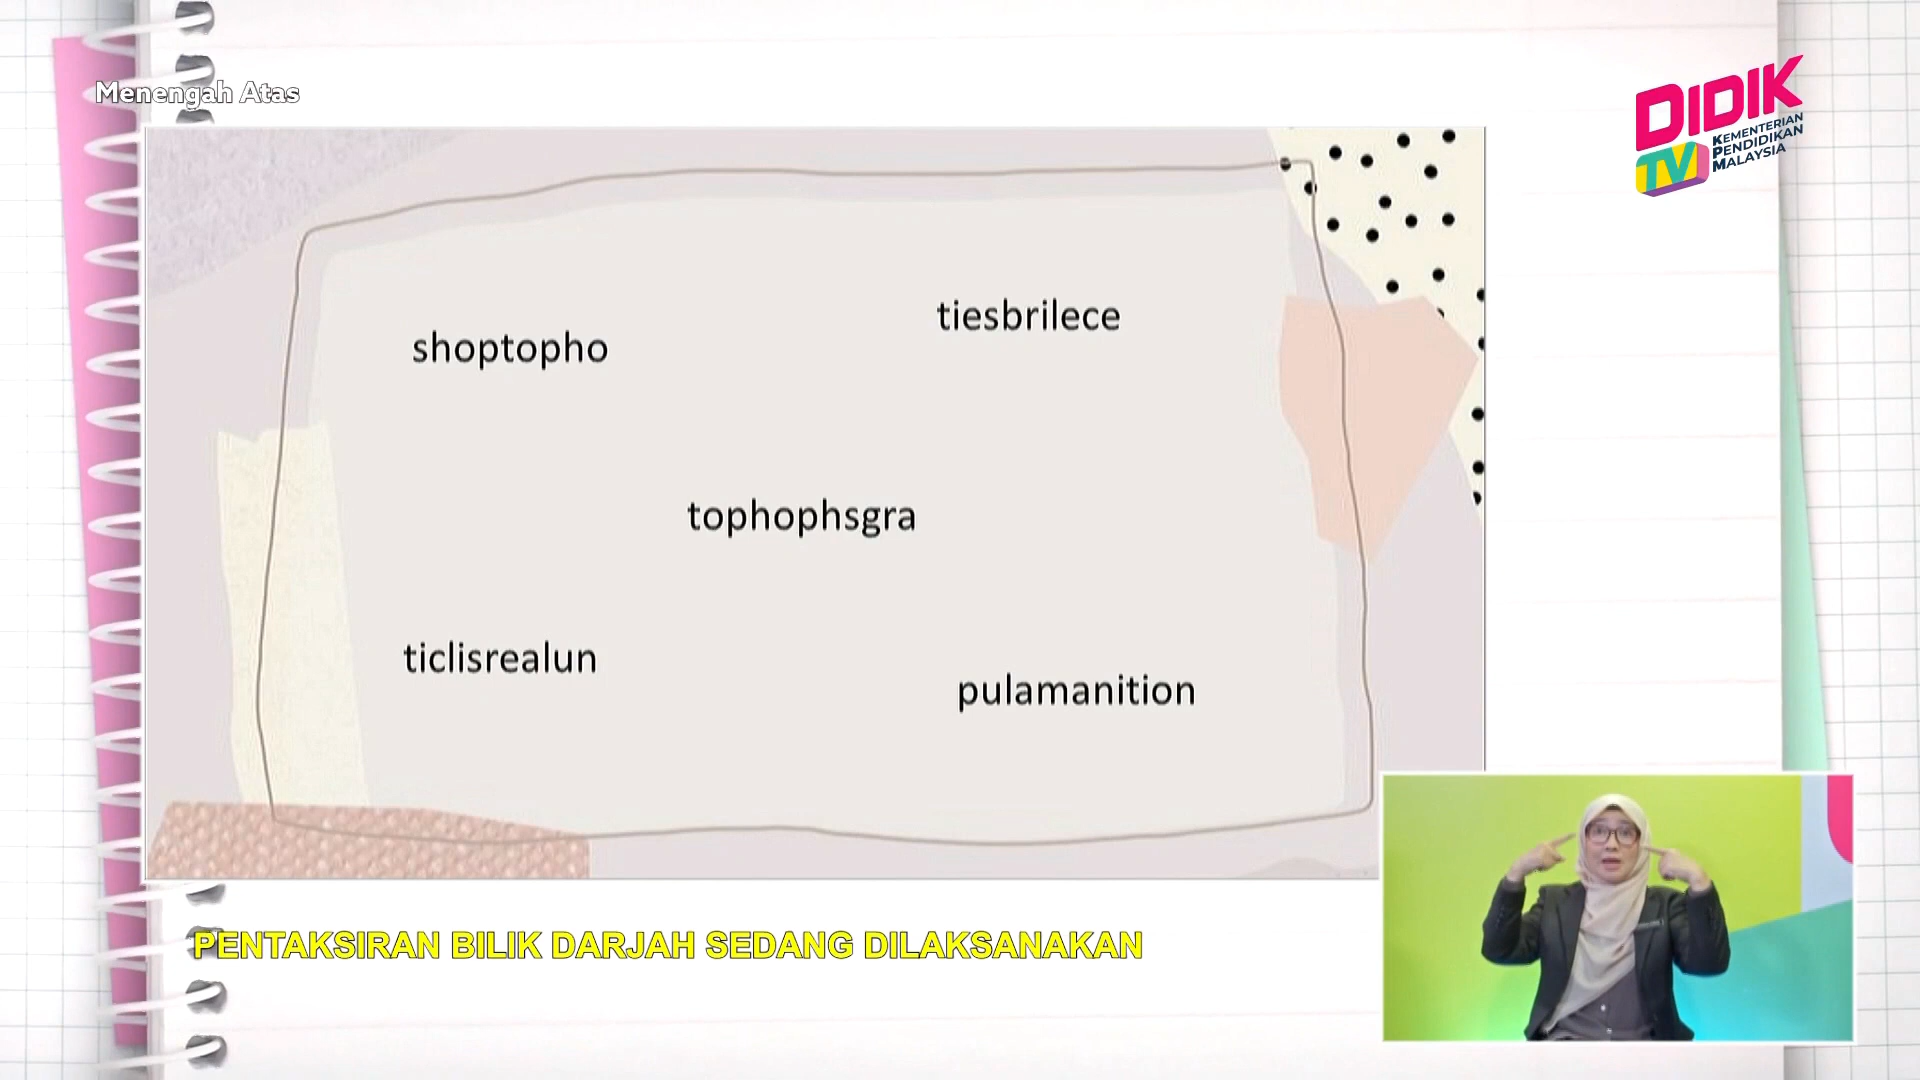 Menengah Atas
DIDIK
TV
KEMENTERIAN
PENDIDIKAN
MALAYSIA
tiesbrilece
shoptopho
tophophsgra
ticlisrealun
pulamanition
PENTAKSIRAN BILIK DARJAH SEDANG DILAKSANAKAN